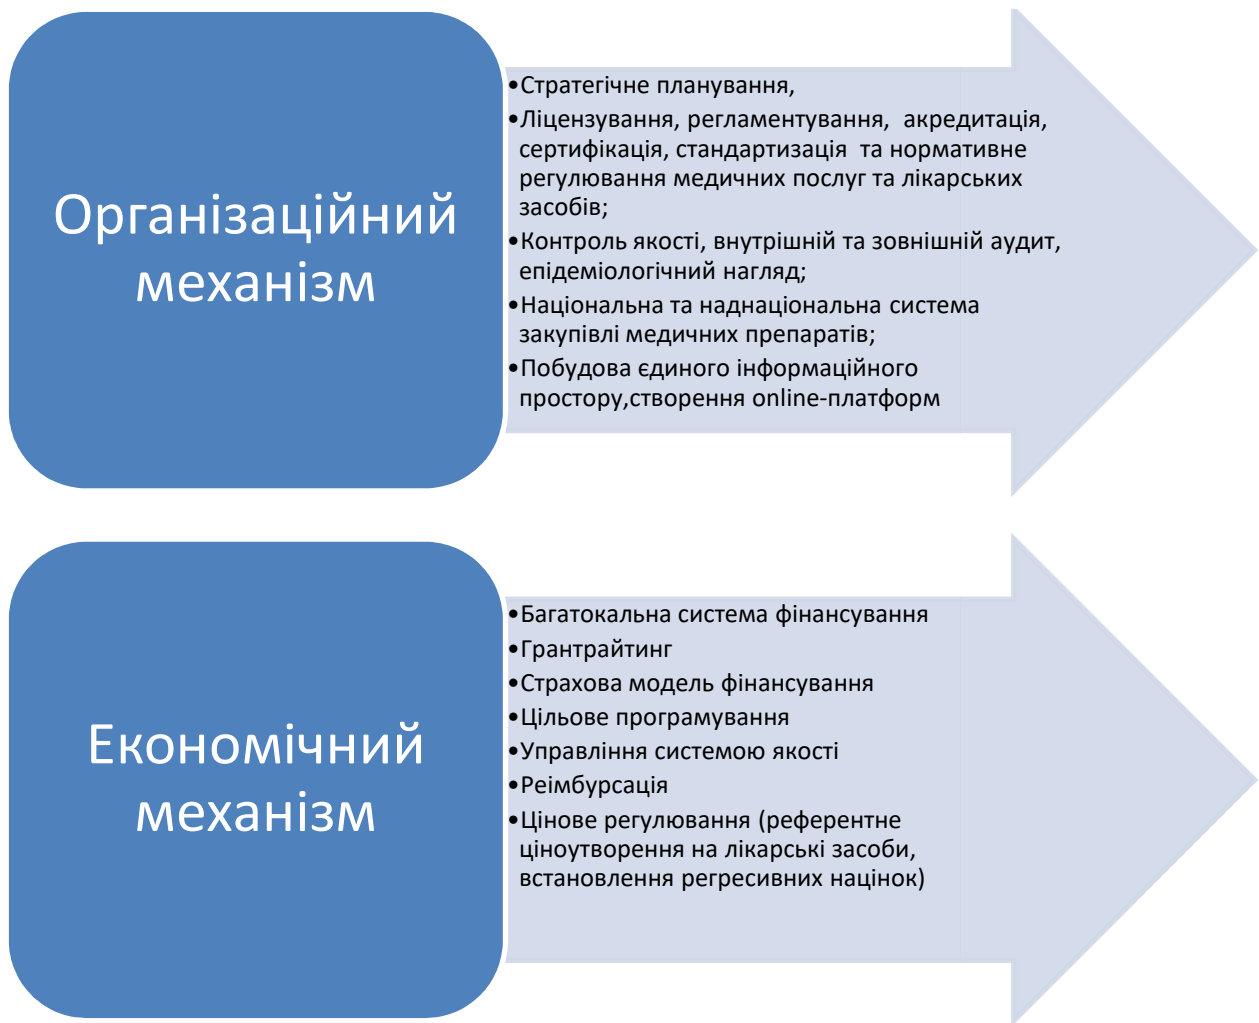 Організаційний
механізм
•Стратегічне планування,
•Ліцензування, регламентування, акредитація,
сертифікація, стандартизація та нормативне
регулювання медичних послуг та лікарських
засобів;
•Контроль якості, внутрішній та зовнішній аудит,
епідеміологічний нагляд;
•Національна та наднаціональна система
закупівлі медичних препаратів;
•Побудова єдиного інформаційного
простору,створення online-платформ
Економічний
механізм
•Багатокальна система фінансування
•Грантрайтинг
•Страхова модель фінансування
•Цільове програмування
•Управління системою якості
•Реімбурсація
•Цінове регулювання (референтне
ціноутворення на лікарські засоби,
встановлення регресивних націнок)